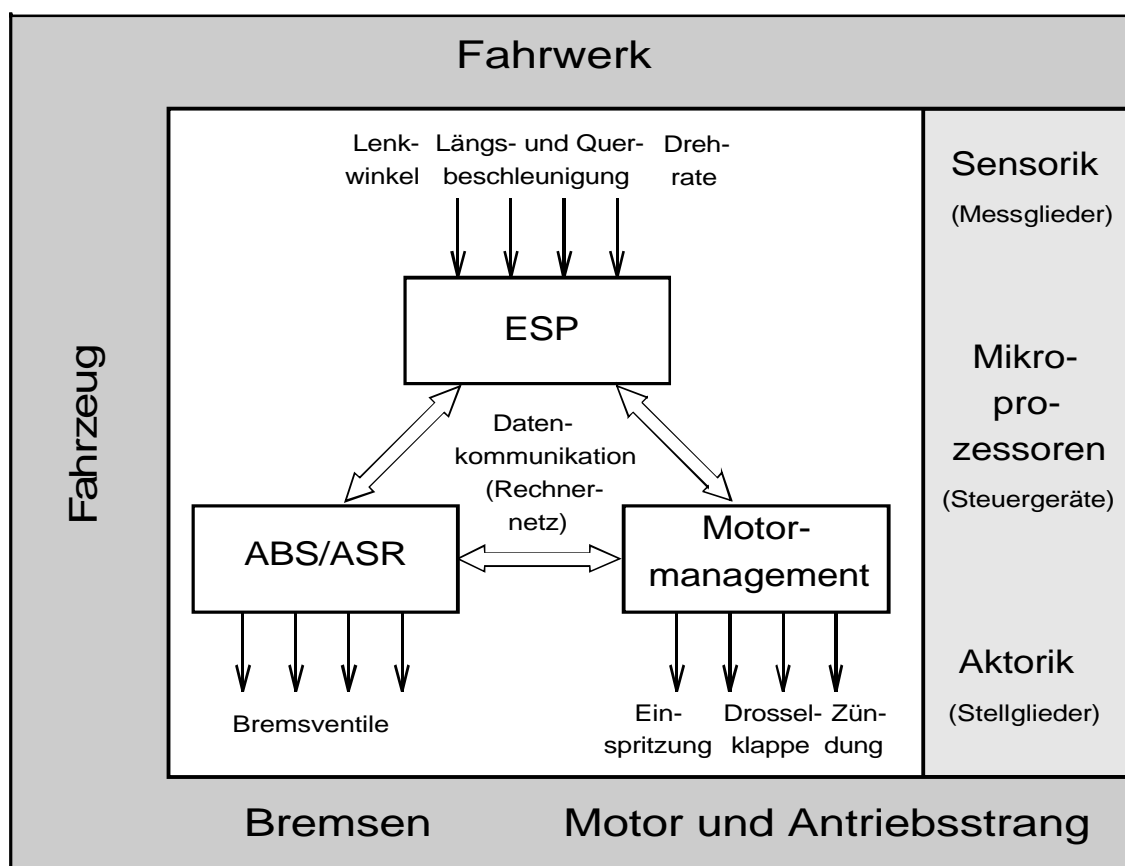 Fahrwerk
Lenk- Längs- und Quer- Dreh-
winkel beschleunigung rate
ESP
Daten-
kommunikation
(Rechner-
netz)
ABS/ASR
Motor-
management
Bremsventile
Ein- Drossel- Zün-
spritzung klappe dung
Sensorik
(Messglieder)
Mikro-
pro-
zessoren
(Steuergeräte)
Aktorik
(Stellglieder)
Fahrzeug
Bremsen
Motor und Antriebsstrang